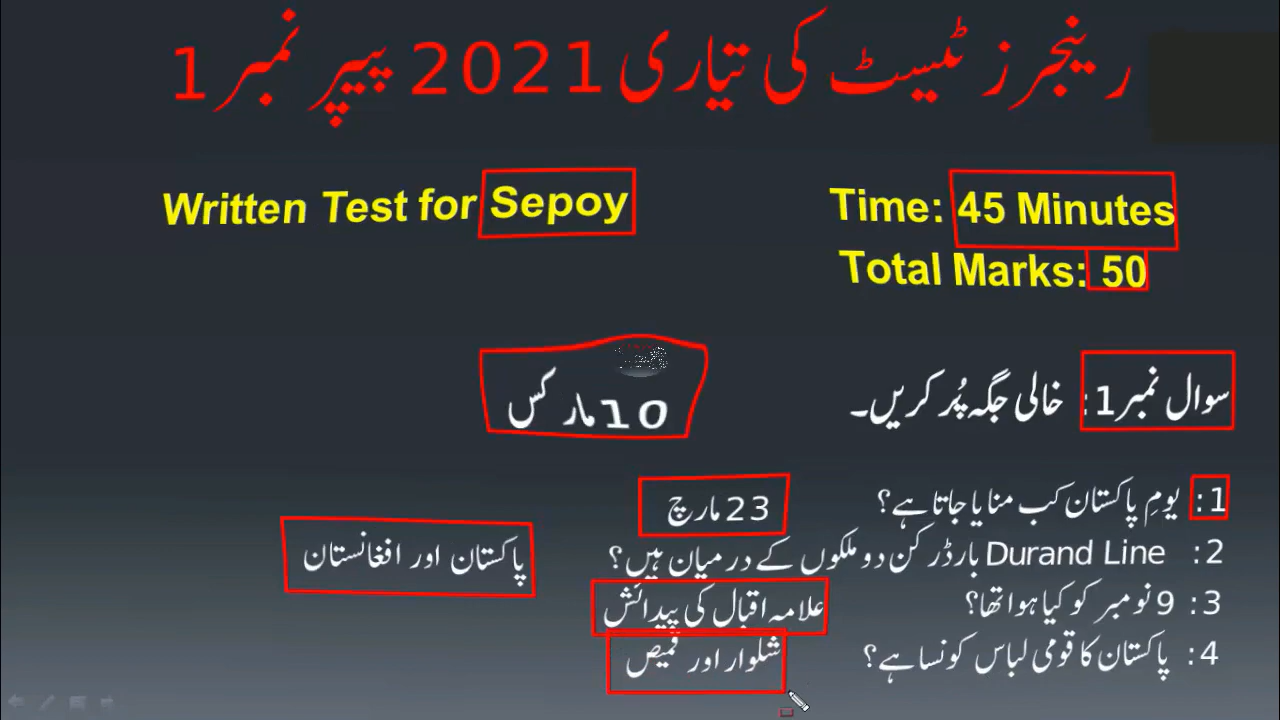 رینجرز ٹیسٹ کی تیاری 2021 پیپر نمبر 1
Written Test for Sepoy
Time: 45 Minutes
Total Marks: 50
سوال نمبر 1: خالی جگہ پُر کریں۔ 10 مارکس
1: یومِ پاکستان کب منایا جاتا ہے؟ 23 مارچ
2: Durand Line بارڈر کن دو ملکوں کے درمیان ہیں؟ پاکستان اور افغانستان
3: 9 نومبر کو کیا ہوا تھا؟ علامہ اقبال کی پیدائش
4: پاکستان کا قومی لباس کونسا ہے؟ شلوار اور قمیص